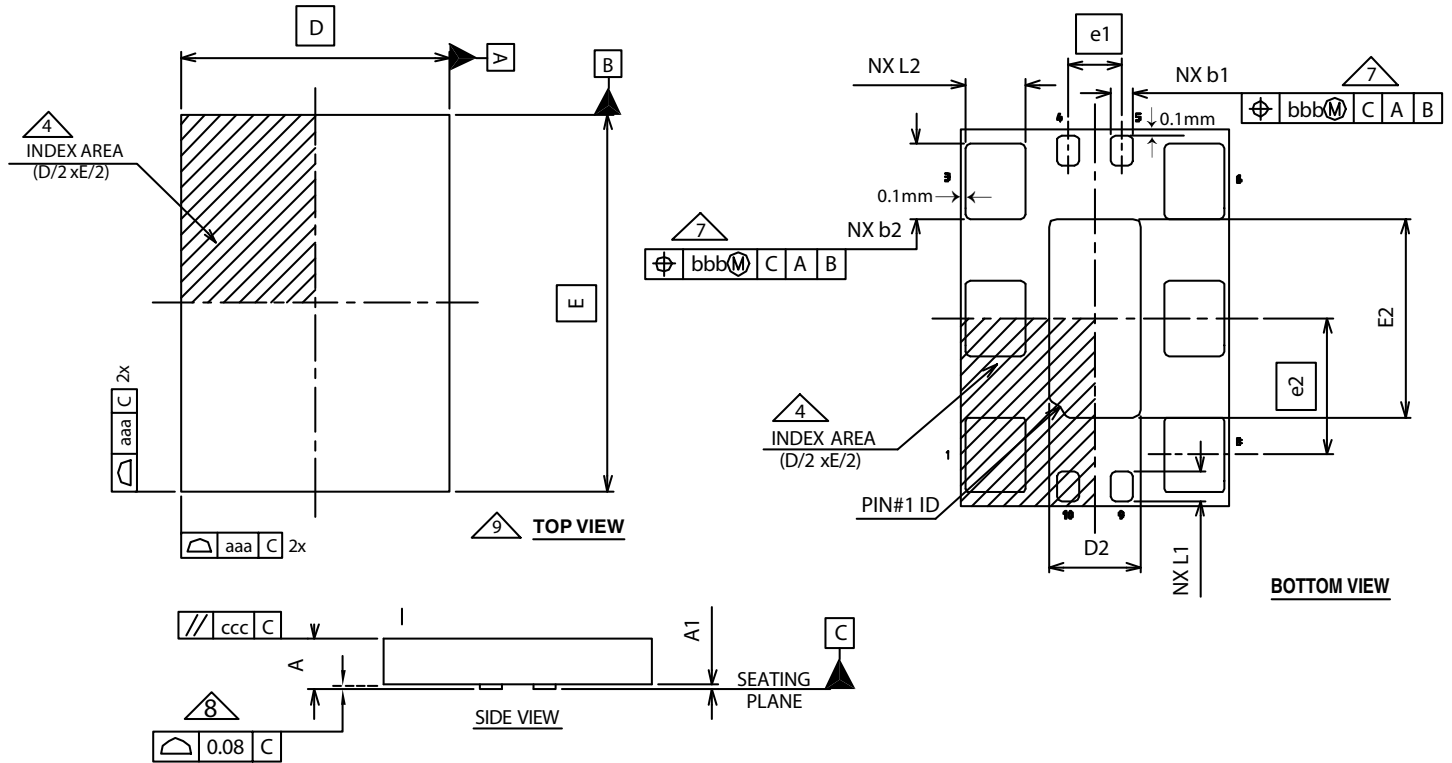 D
A
B
4
INDEX AREA
(D/2 xE/2)
E
aaa C 2x
aaa C 2x
9 TOP VIEW
e1
NX L2
NX b1
7
bbbⓂ C A B
4
5
0.1mm
3
0.1mm
NX b2
7
bbbⓂ C A B
E2
e2
4
INDEX AREA
(D/2 xE/2)
1
PIN#1 ID
10
9
D2
NX L1
BOTTOM VIEW
// ccc C
A
A1
C
SEATING
PLANE
SIDE VIEW
8
0.08 C